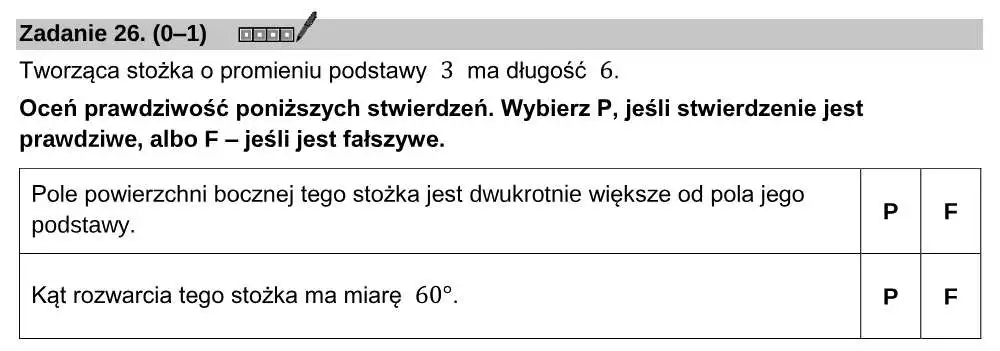 Zadanie 26. (0–1)
Tworząca stożka o promieniu podstawy 3 ma długość 6.
Oceń prawdziwość poniższych stwierdzeń. Wybierz P, jeśli stwierdzenie jest
prawdziwe, albo F – jeśli jest fałszywe.
Pole powierzchni bocznej tego stożka jest dwukrotnie większe od pola jego
podstawy.
P F
Kąt rozwarcia tego stożka ma miarę 60°.
P F